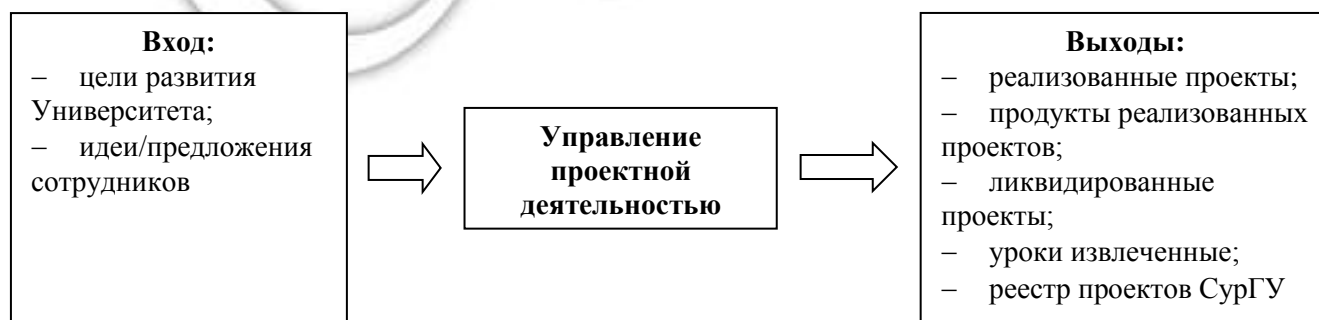 Вход:
– цели развития
Университета;
– идеи/предложения
сотрудников
Управление
проектной
деятельностью
Выходы:
– реализованные проекты;
– продукты реализованных
проектов;
– ликвидированные
проекты;
– уроки извлеченные;
– реестр проектов СурГУ